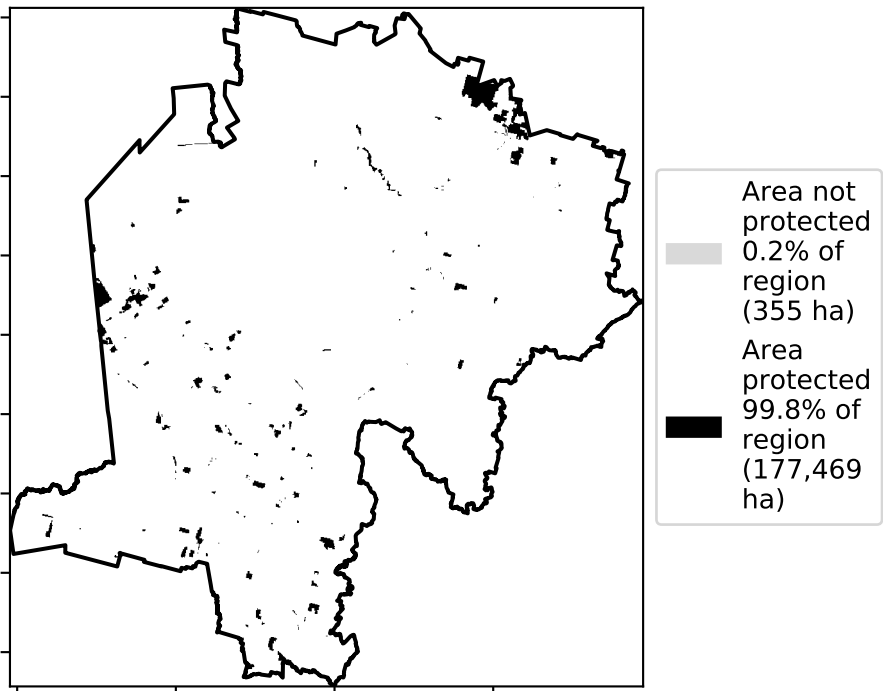 Area not
protected
0.2% of
region
(355 ha)
Area
protected
99.8% of
region
(177,469
ha)